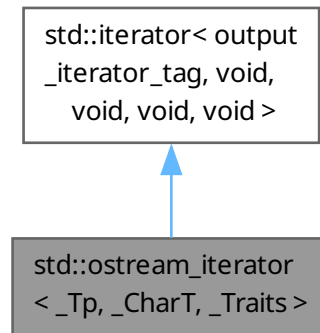 std::iterator< output
_iterator_tag, void,
void, void, void >
std::ostream_iterator
< _Tp, _CharT, _Traits >